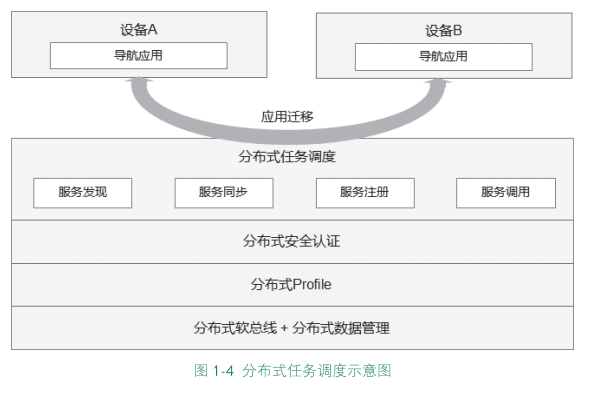 设备A
设备B
导航应用
导航应用
应用迁移
分布式任务调度
服务发现
服务同步
服务注册
服务调用
分布式安全认证
分布式Profile
分布式软总线 + 分布式数据管理
图 1-4 分布式任务调度示意图